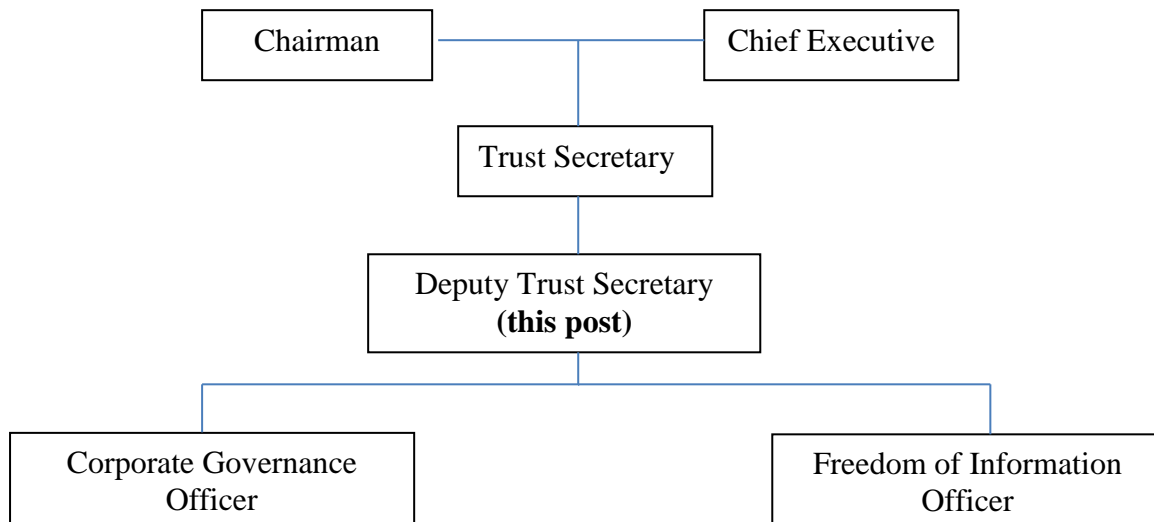 Chairman
Chief Executive
Trust Secretary
Deputy Trust Secretary
(this post)
Corporate Governance
Officer
Freedom of Information
Officer